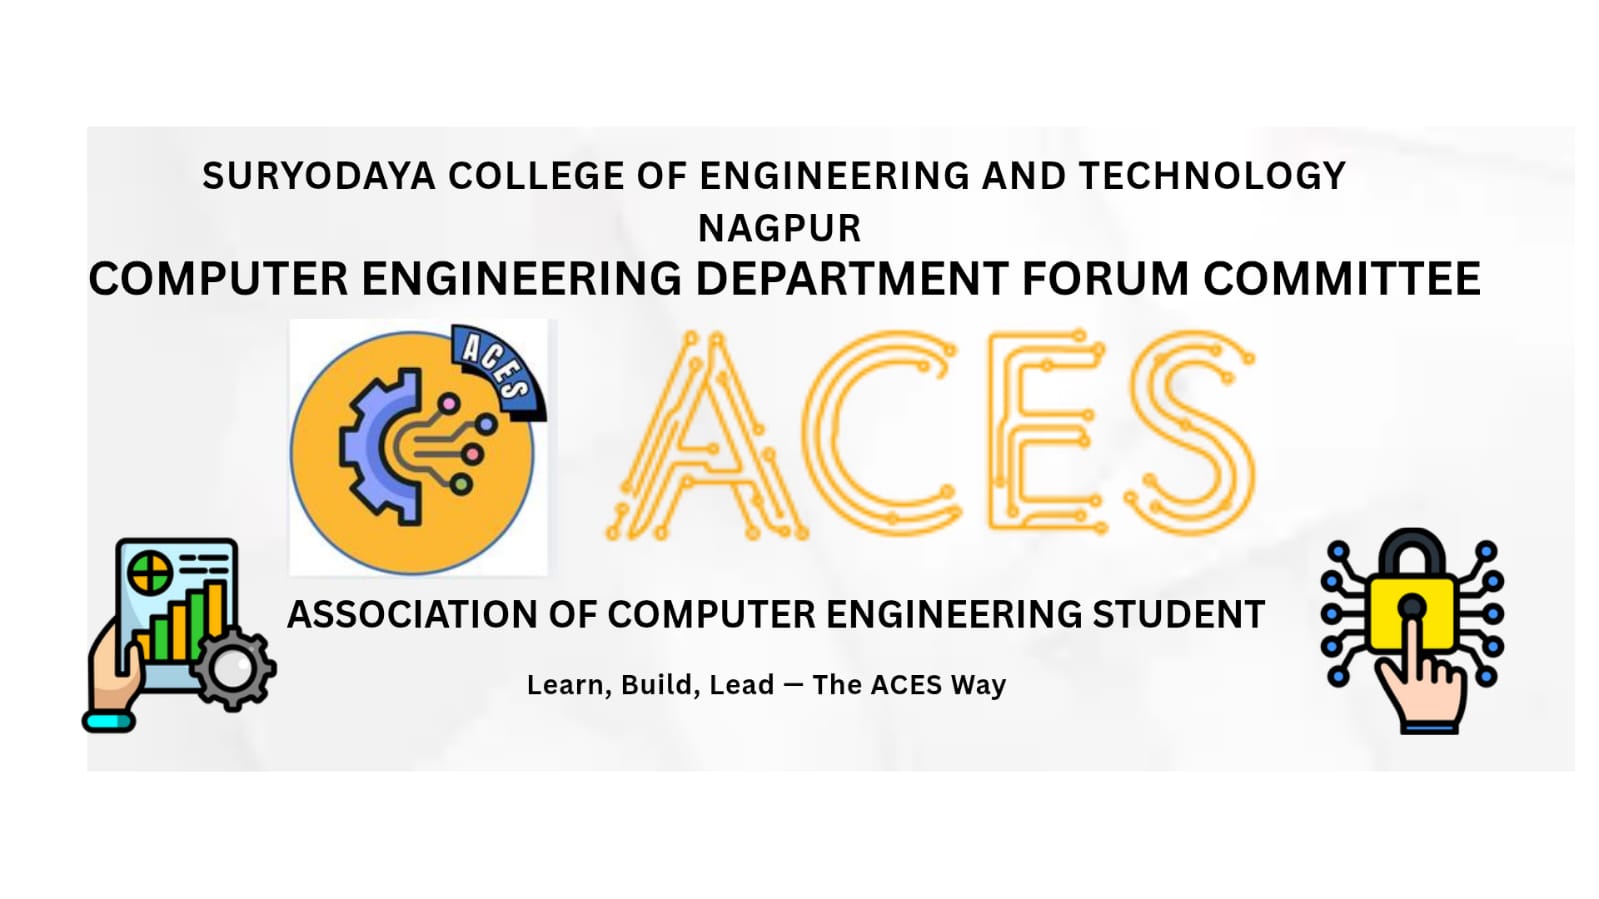 SURYODAYA COLLEGE OF ENGINEERING AND TECHNOLOGY
NAGPUR
COMPUTER ENGINEERING DEPARTMENT FORUM COMMITTEE
ACES
ACES
ASSOCIATION OF COMPUTER ENGINEERING STUDENT
Learn, Build, Lead — The ACES Way